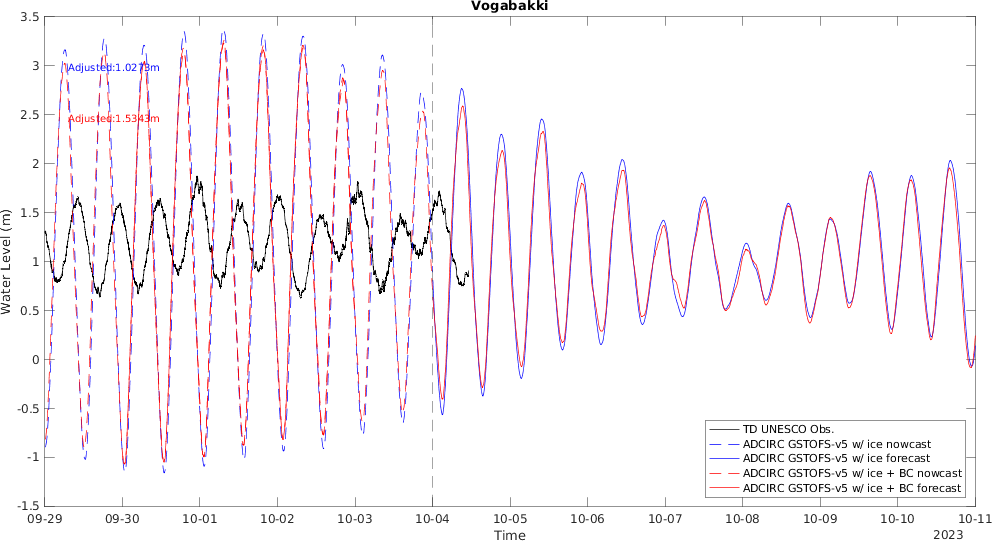 Vogabakki
3.5
3
2.5
2
1.5
1
0.5
0
-0.5
-1
-1.5
Water Level (m)
Adjusted:1.0273m
Adjusted:1.5343m
TD UNESCO Obs.
ADCIRC GSTOFS-v5 w/ ice nowcast
ADCIRC GSTOFS-v5 w/ ice forecast
ADCIRC GSTOFS-v5 w/ ice + BC nowcast
ADCIRC GSTOFS-v5 w/ ice + BC forecast
09-29 09-30 10-01 10-02 10-03 10-04 10-05 10-06 10-07 10-08 10-09 10-10 10-11
Time
2023